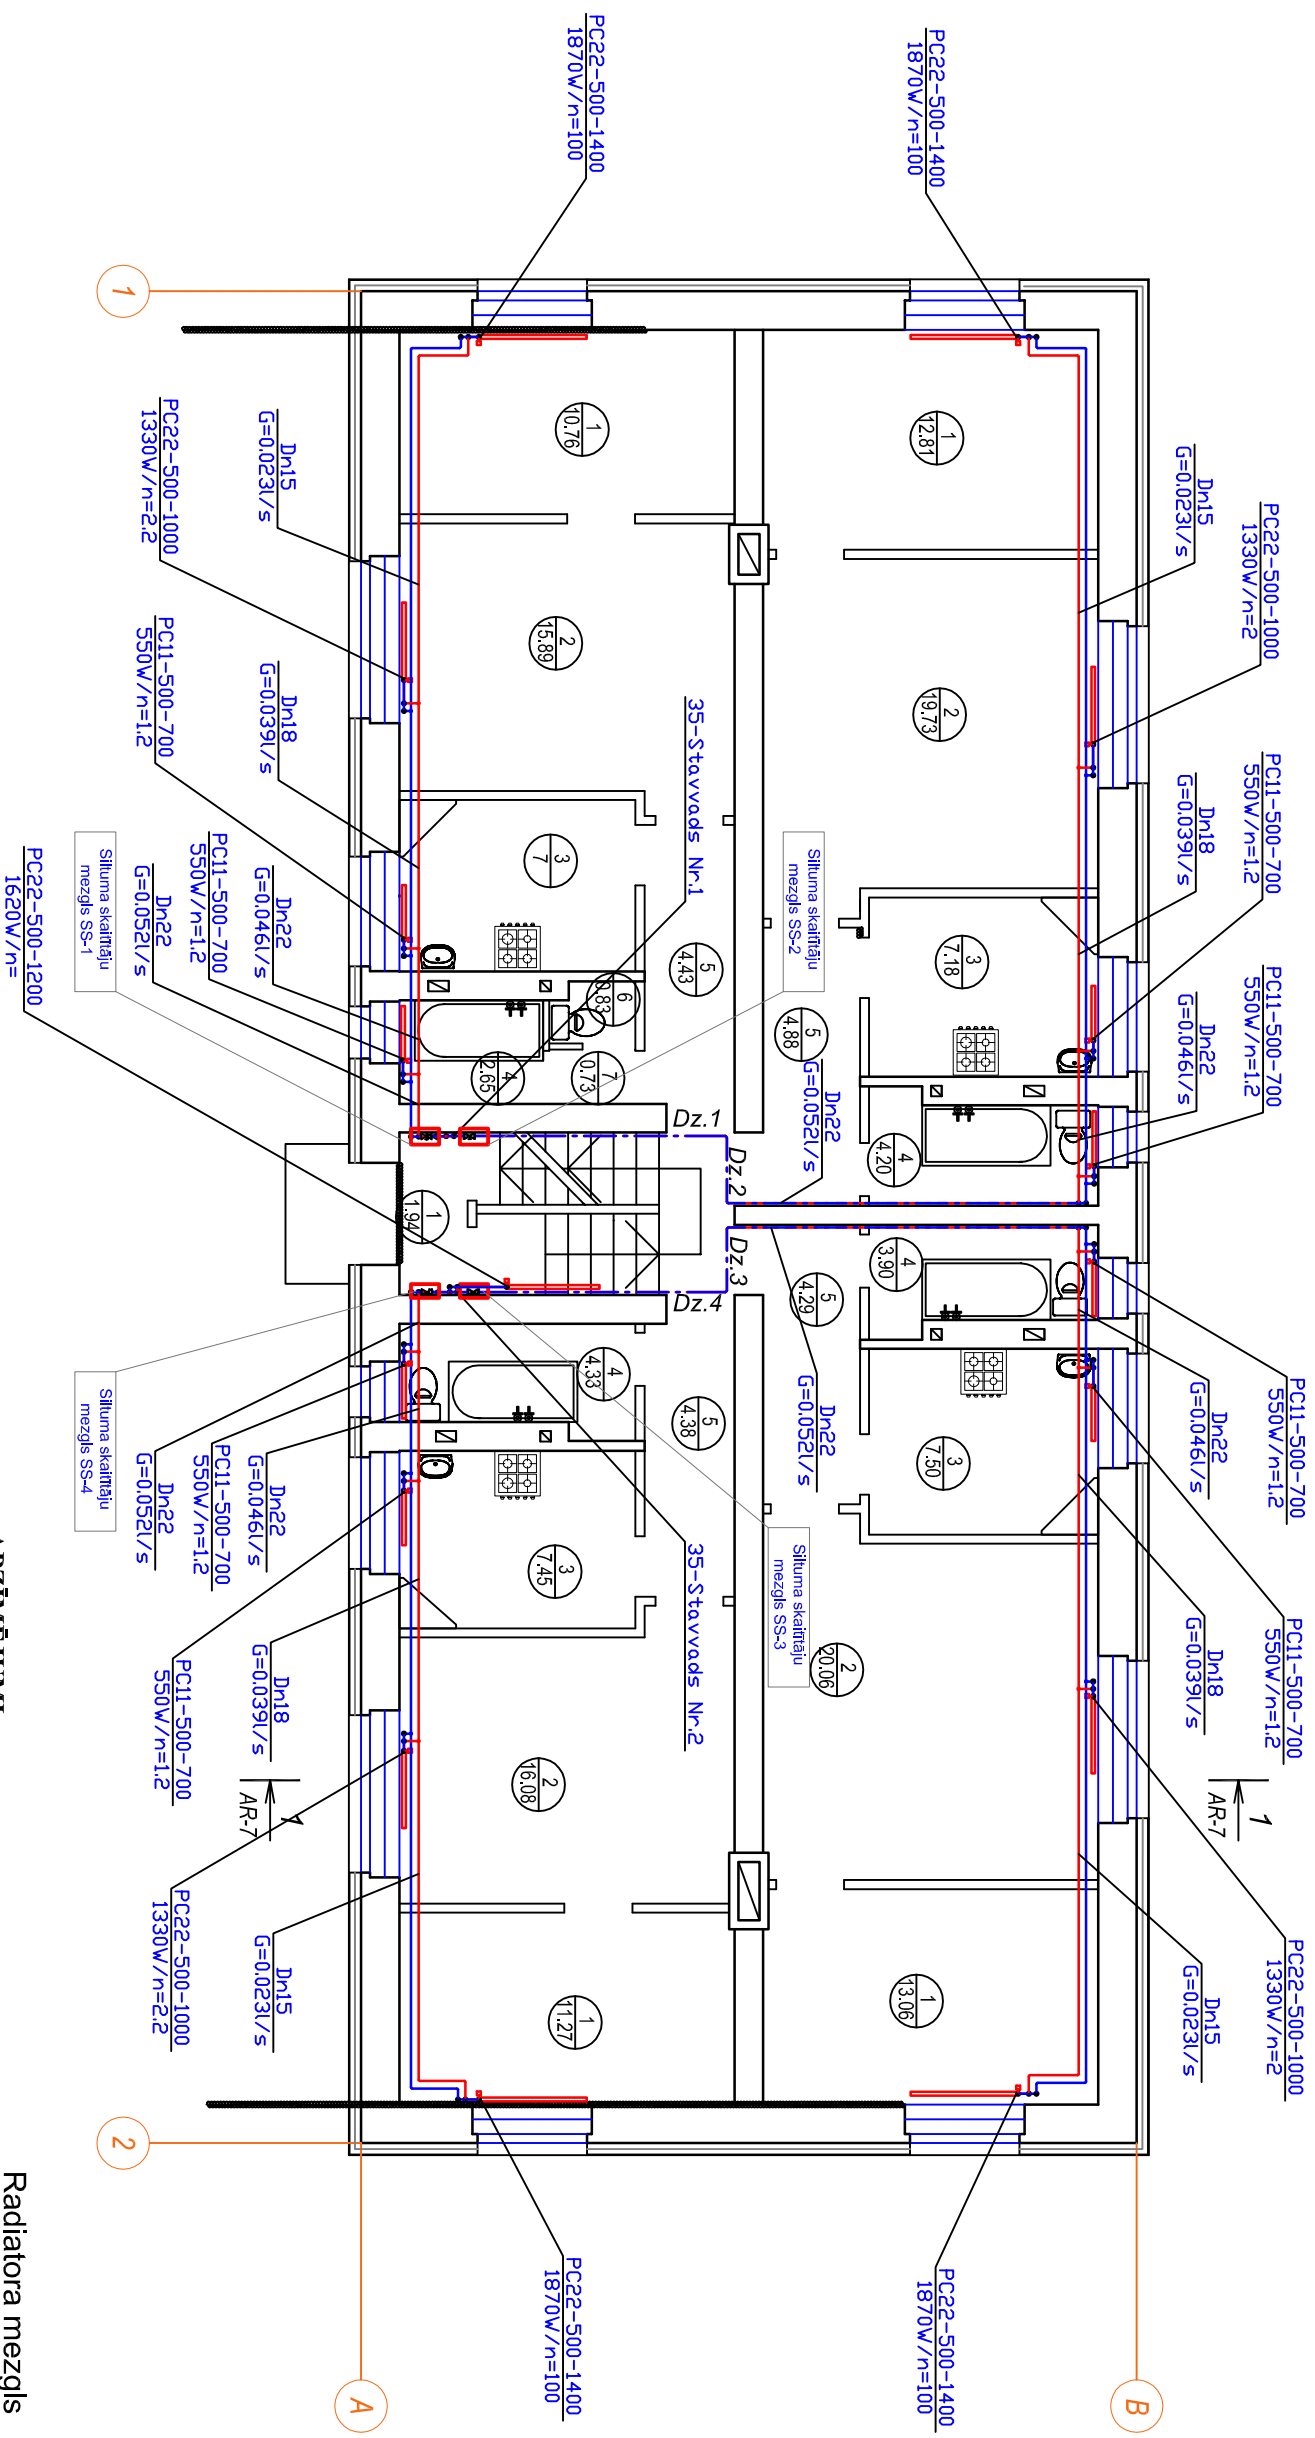 PC22-500-1400
1870W/n=100
PC22-500-1400
1870W/n=100
1
Dn15
G=0.023l/s
PC22-500-1000
1330W/n=2
PC11-500-700
550W/n=1.2
Dn18
G=0.039l/s
PC11-500-700
550W/n=1.2
Dn22
G=0.046l/s
Dn22
G=0.052l/s
PC11-500-700
550W/n=1.2
Dn22
G=0.046l/s
Dn22
G=0.052l/s
PC11-500-700
550W/n=1.2
Dn18
G=0.039l/s
PC22-500-1000
1330W/n=2
Dn15
G=0.023l/s
1
AR-7
1
12.81
2
19.73
3
7.18
4
4.20
5
4.88
4
3.90
5
4.29
3
7.50
2
20.06
1
13.06
Siltuma skaitītāju
mezgls SS-2
Siltuma skaitītāju
mezgls SS-3
35-Stavvads Nr.1
35-Stavvads Nr.2
Dz.1
Dz.2
Dz.3
Dz.4
1
10.76
2
15.89
3
7
5
4.43
6
0.83
7
0.73
4
2.65
1
1.94
4
4.33
5
4.38
3
7.45
2
16.08
1
11.27
Dn15
G=0.023l/s
PC22-500-1000
1330W/n=2.2
Dn18
G=0.039l/s
PC11-500-700
550W/n=1.2
Dn22
G=0.046l/s
PC11-500-700
550W/n=1.2
Dn22
G=0.052l/s
Siltuma skaitītāju
mezgls SS-1
PC22-500-1200
1620W/n=
Siltuma skaitītāju
mezgls SS-4
Dn22
G=0.052l/s
PC11-500-700
550W/n=1.2
Dn22
G=0.046l/s
PC11-500-700
550W/n=1.2
Dn18
G=0.039l/s
1
AR-7
PC22-500-1000
1330W/n=2.2
Dn15
G=0.023l/s
2
PC22-500-1400
1870W/n=100
PC22-500-1400
1870W/n=100
A
B
Radiatora mezgls